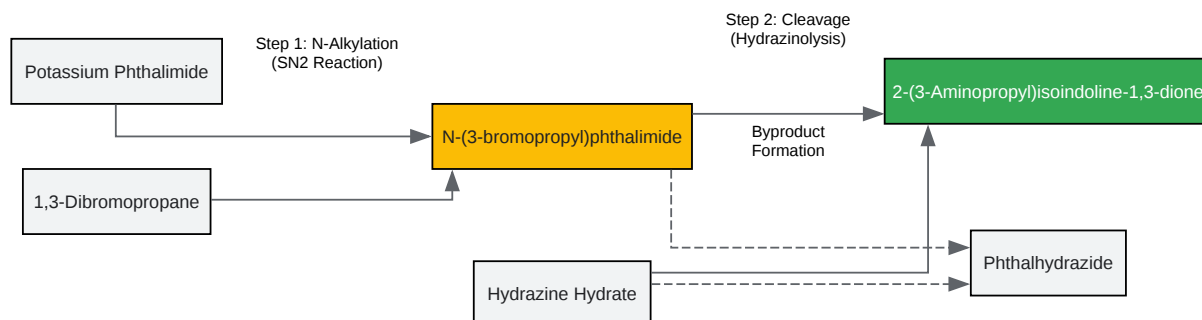 Step 1: N-Alkylation
(SN2 Reaction)
Step 2: Cleavage
(Hydrazinolysis)
Potassium Phthalimide
2-(3-Aminopropyl)isoindoline-1,3-dione
N-(3-bromopropyl)phthalimide
Byproduct
Formation
1,3-Dibromopropane
Phthalhydrazide
Hydrazine Hydrate